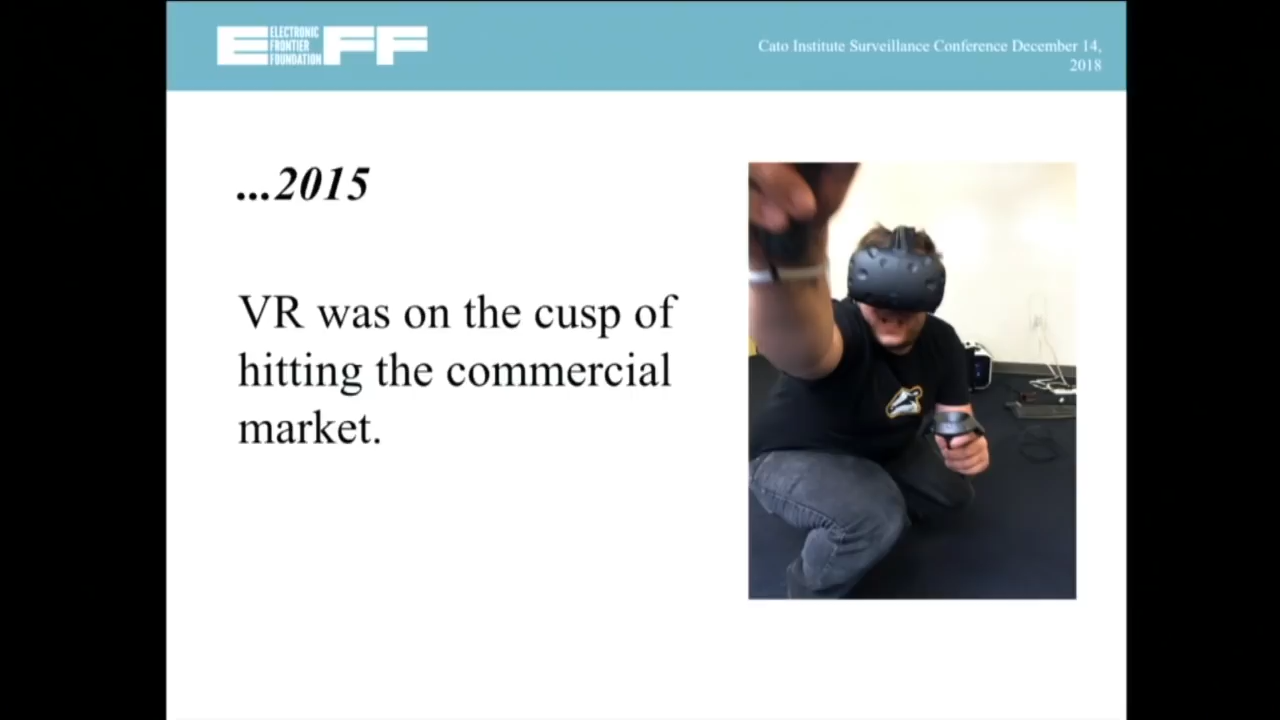 ELECTRONIC
FRONTIER
FOUNDATION
EFF
Cato Institute Surveillance Conference December 14,
2018
...2015
VR was on the cusp of
hitting the commercial
market.